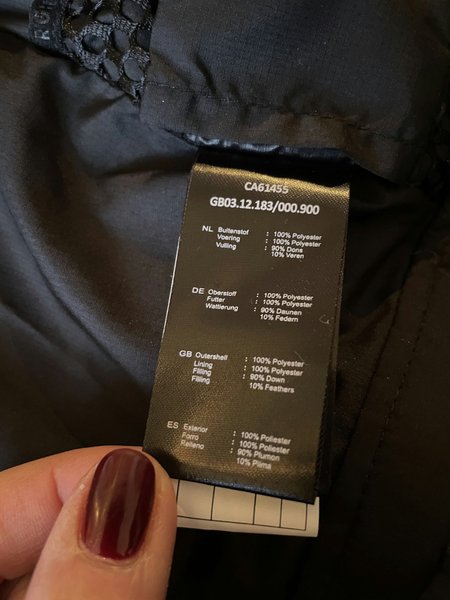 CA61455
GB03.12.183/000.900
NL Buitenstof : 100% Polyester
Voering : 100% Polyester
Vulling : 90% Dons
10% Veren
DE Oberstoff : 100% Polyester
Futter : 100% Polyester
Wattierung : 90% Daunen
10% Federn
GB Outershell : 100% Polyester
Lining : 100% Polyester
Filling : 90% Down
Filling 10% Feathers
ES Exterior : 100% Poliester
Forro : 100% Poliester
Relleno : 90% Plumon
10% Plma